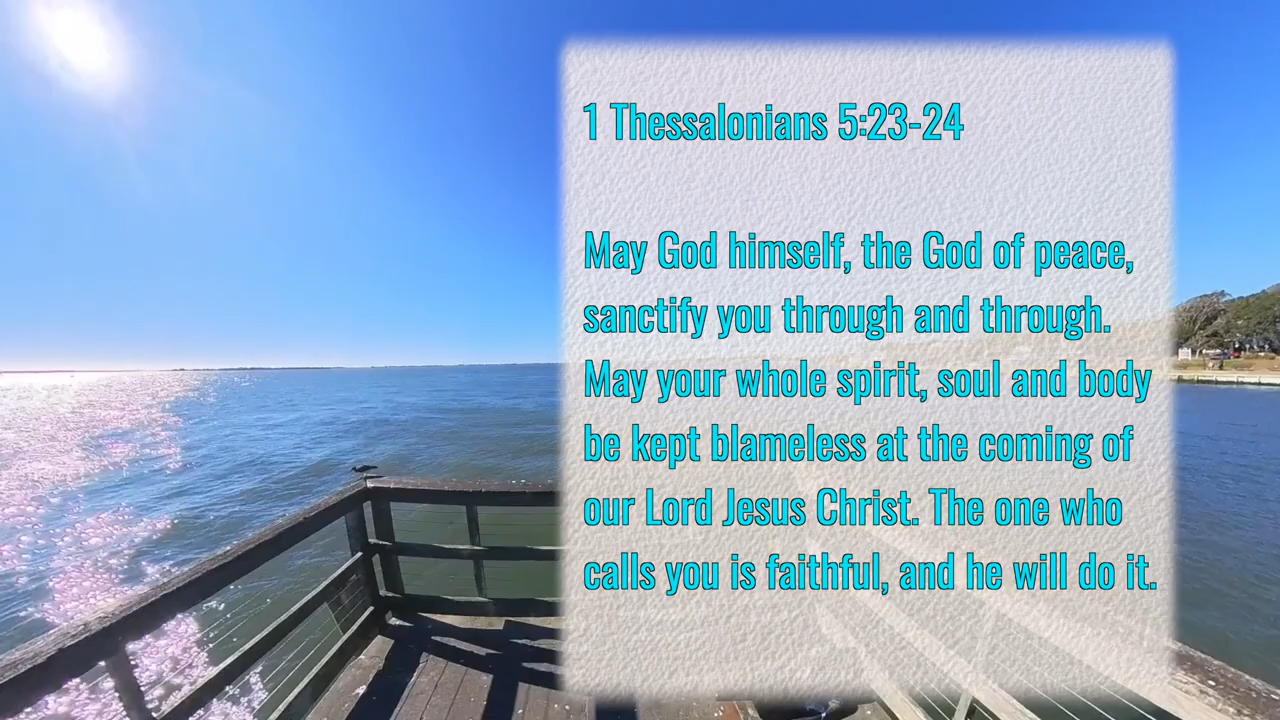 1 Thessalonians 5:23-24
May God himself, the God of peace,
sanctify you through and through.
May your whole spirit, soul and body
be kept blameless at the coming of
our Lord Jesus Christ. The one who
calls you is faithful, and he will do it.